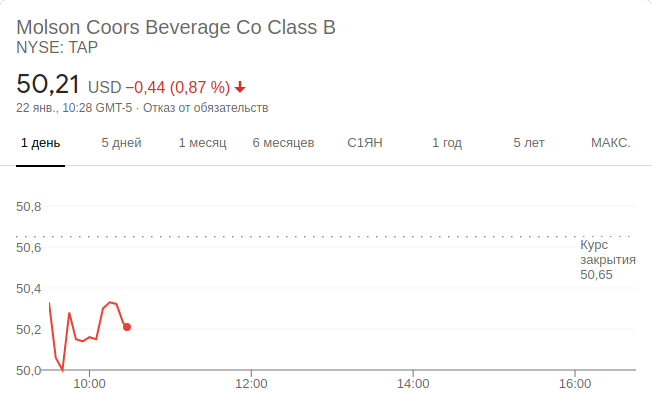 Molson Coors Beverage Co Class B
NYSE: TAP
50,21 USD −0,44 (0,87 %)
22 янв., 10:28 GMT-5 · Отказ от обязательств
1 день 5 дней 1 месяц 6 месяцев С1ЯН 1 год 5 лет МАКС.
50,8
50,6
50,4
50,2
50,0
Курс
закрытия
50,65
10:00 12:00 14:00 16:00